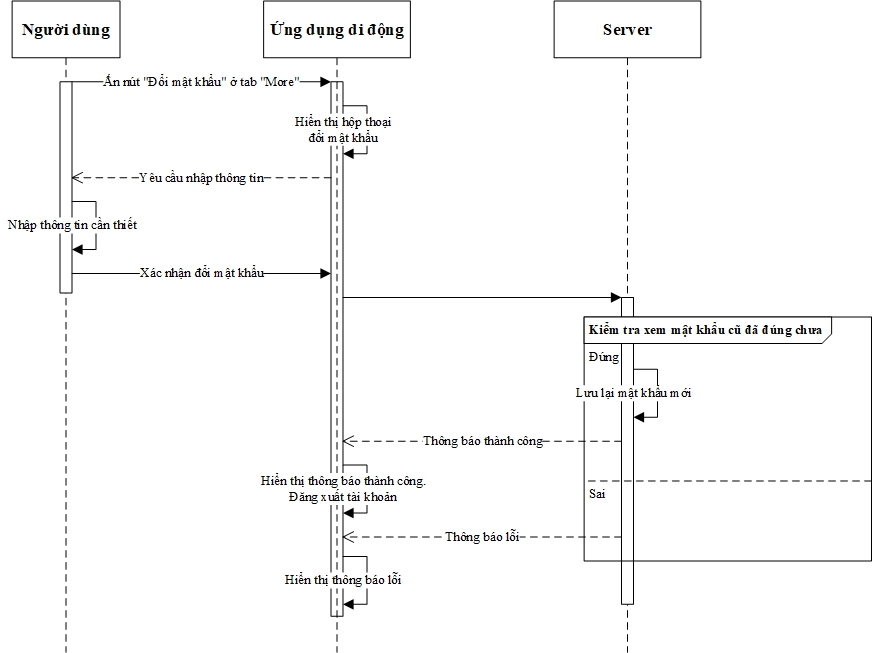 Người dùng
Ứng dụng di động
Server
Ấn nút "Đổi mật khẩu" ở tab "More"
Hiển thị hộp thoại
đổi mật khẩu
Yêu cầu nhập thông tin
Nhập thông tin cần thiết
Xác nhận đổi mật khẩu
Kiểm tra xem mật khẩu cũ đã đúng chưa
Đúng
Lưu lại mật khẩu mới
Thông báo thành công
Hiển thị thông báo thành công.
Đăng xuất tài khoản
Sai
Thông báo lỗi
Hiển thị thông báo lỗi